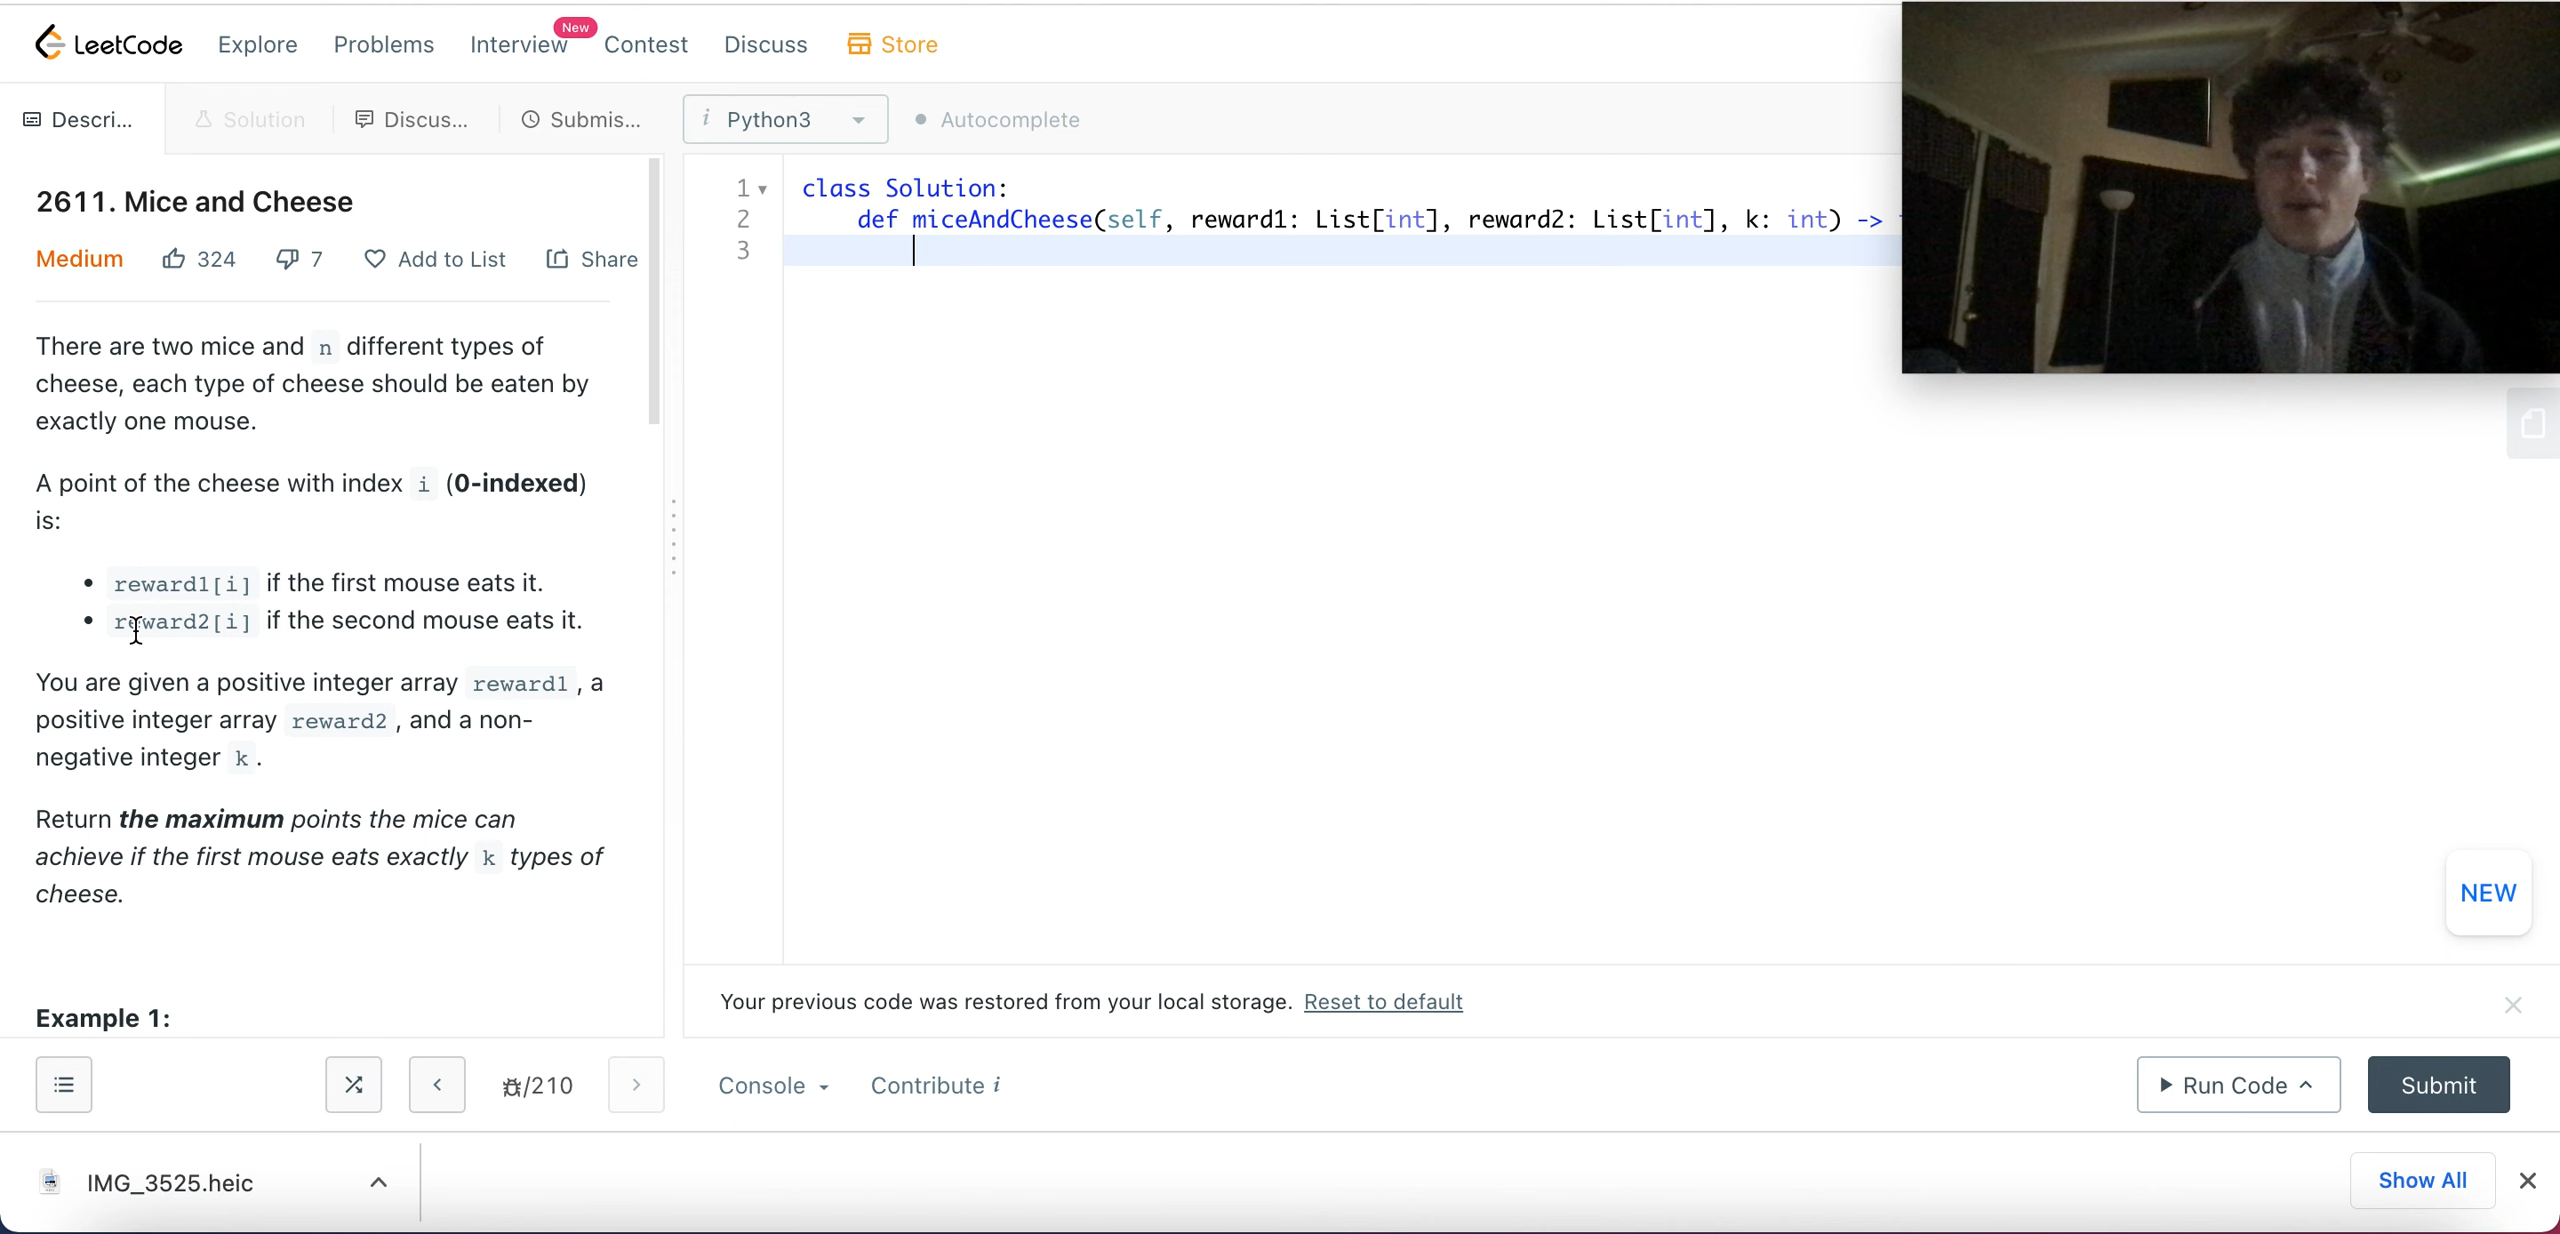 LeetCode Explore Problems Interview New Contest Discuss Store
Descri... Solution Discus... Submis...
Python3 Autocomplete
2611. Mice and Cheese
Medium 324 7 Add to List Share
There are two mice and n different types of
cheese, each type of cheese should be eaten by
exactly one mouse.
A point of the cheese with index i (0-indexed)
is:
• reward1[i] if the first mouse eats it.
• reward2[i] if the second mouse eats it.
You are given a positive integer array reward1, a
positive integer array reward2, and a non-
negative integer k.
Return the maximum points the mice can
achieve if the first mouse eats exactly k types of
cheese.
Example 1:
1 class Solution:
2 def miceAndCheese(self, reward1: List[int], reward2: List[int], k: int) ->
3
NEW
Your previous code was restored from your local storage. Reset to default
/210
Console Contribute i
Run Code Submit
IMG_3525.heic
Show All